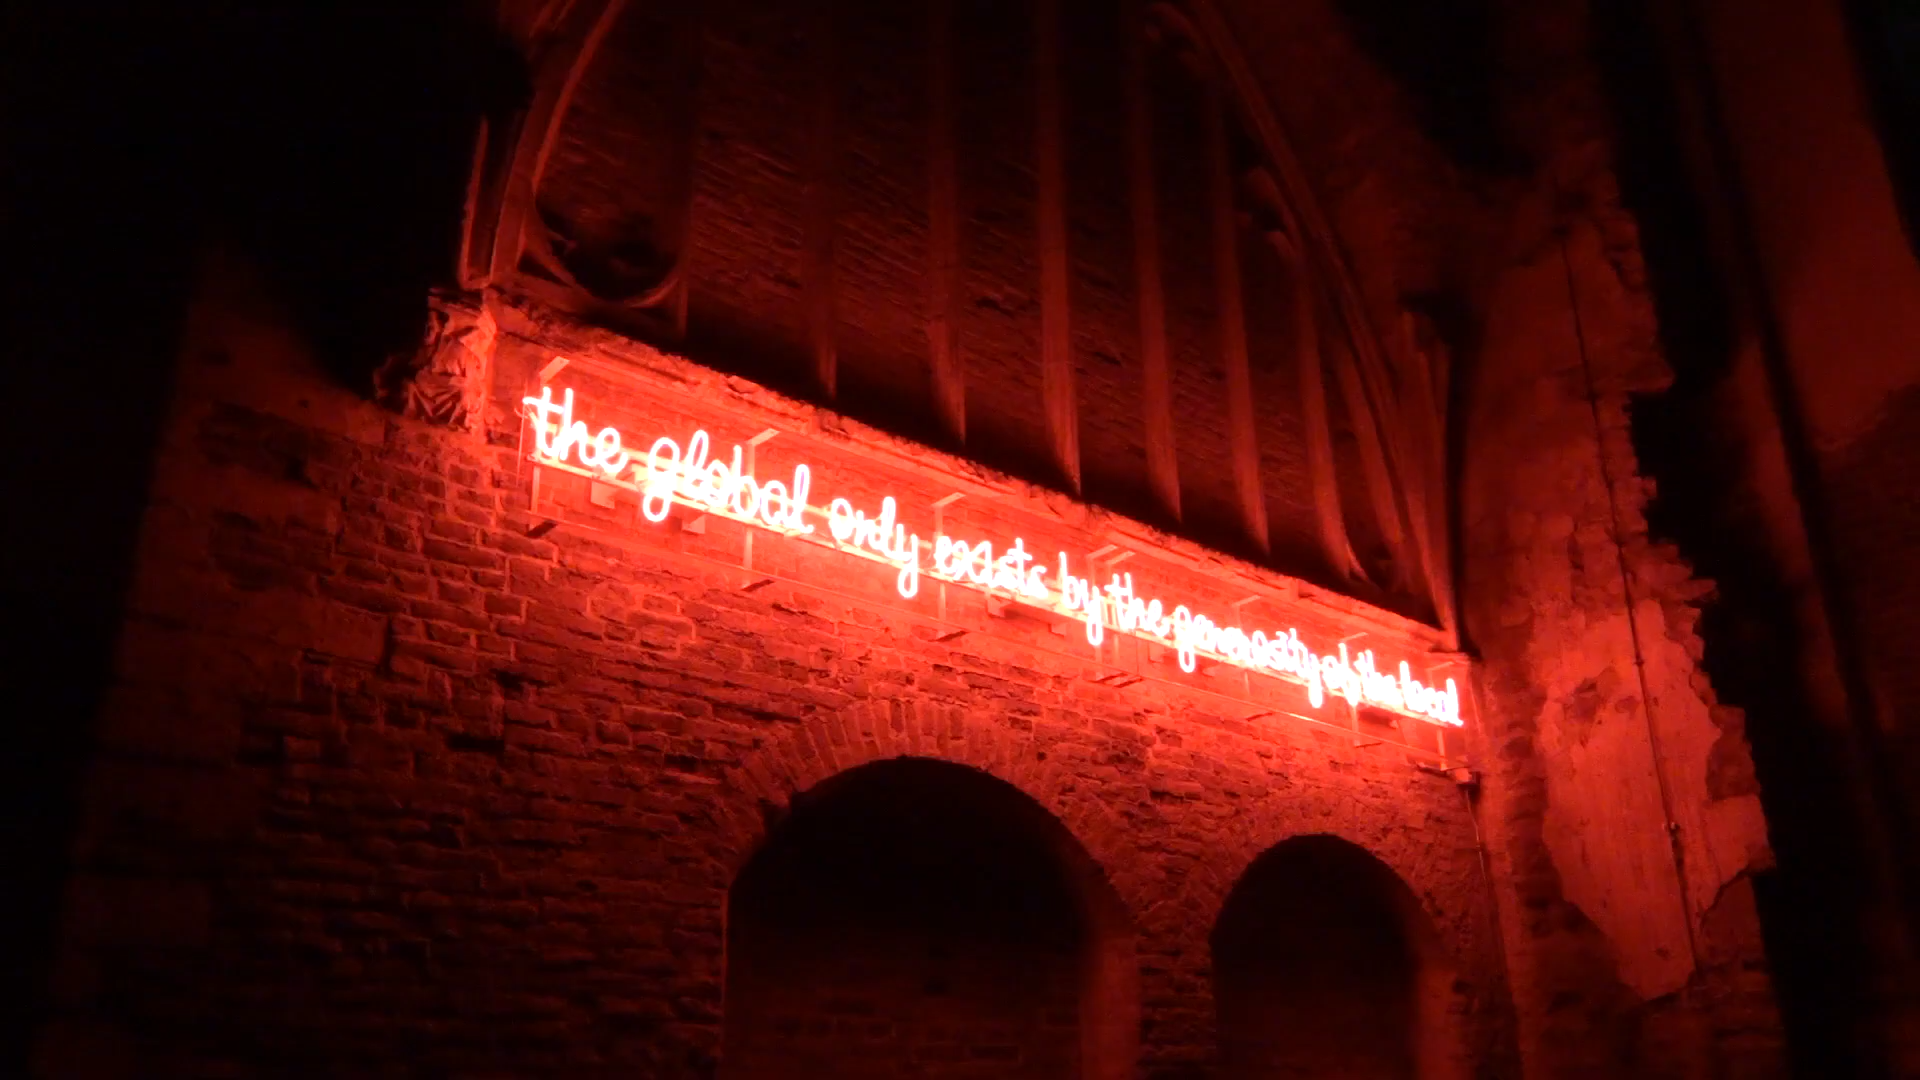 the global only exists by the generosity of the local